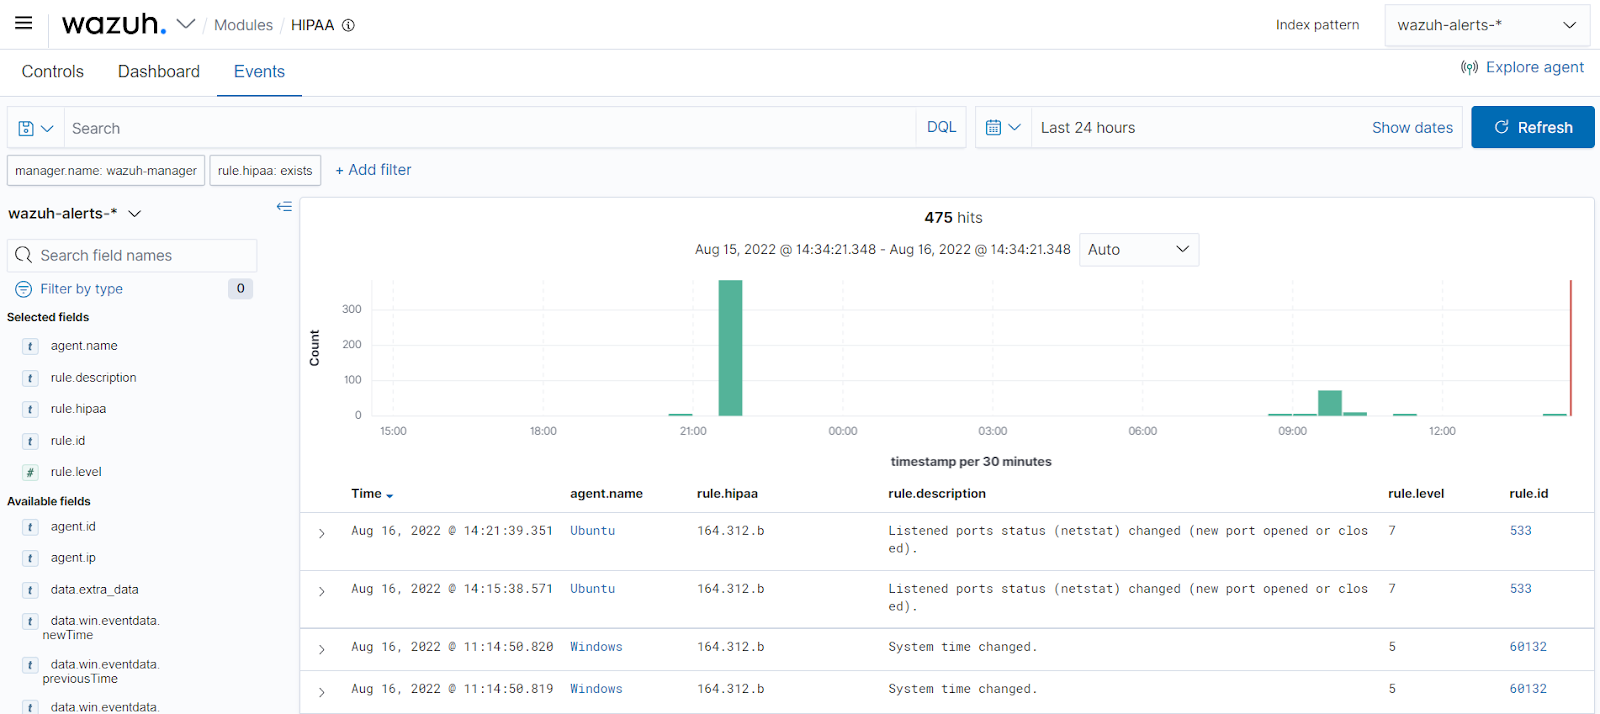 wazuh. / Modules / HIPAA
Index pattern
wazuh-alerts-*
Controls
Dashboard
Events
Explore agent
Search
DQL
Last 24 hours
Show dates
Refresh
manager.name: wazuh-manager
rule.hipaa: exists
+ Add filter
wazuh-alerts-*
Search field names
Filter by type
0
Selected fields
t agent.name
t rule.description
t rule.hipaa
t rule.id
# rule.level
Available fields
t agent.id
t agent.ip
t data.extra_data
t data.win.eventdata.
newTime
t data.win.eventdata.
previousTime
t data.win.eventdata.
475 hits
Aug 15, 2022 @ 14:34:21.348 - Aug 16, 2022 @ 14:34:21.348
Auto
Count
300
200
100
0
15:00 18:00 21:00 00:00 03:00 06:00 09:00 12:00
timestamp per 30 minutes
Time agent.name rule.hipaa rule.description rule.level rule.id
Aug 16, 2022 @ 14:21:39.351 Ubuntu 164.312.b Listened ports status (netstat) changed (new port opened or clos 7 533
ed).
Aug 16, 2022 @ 14:15:38.571 Ubuntu 164.312.b Listened ports status (netstat) changed (new port opened or clos 7 533
ed).
Aug 16, 2022 @ 11:14:50.820 Windows 164.312.b System time changed. 5 60132
Aug 16, 2022 @ 11:14:50.819 Windows 164.312.b System time changed. 5 60132